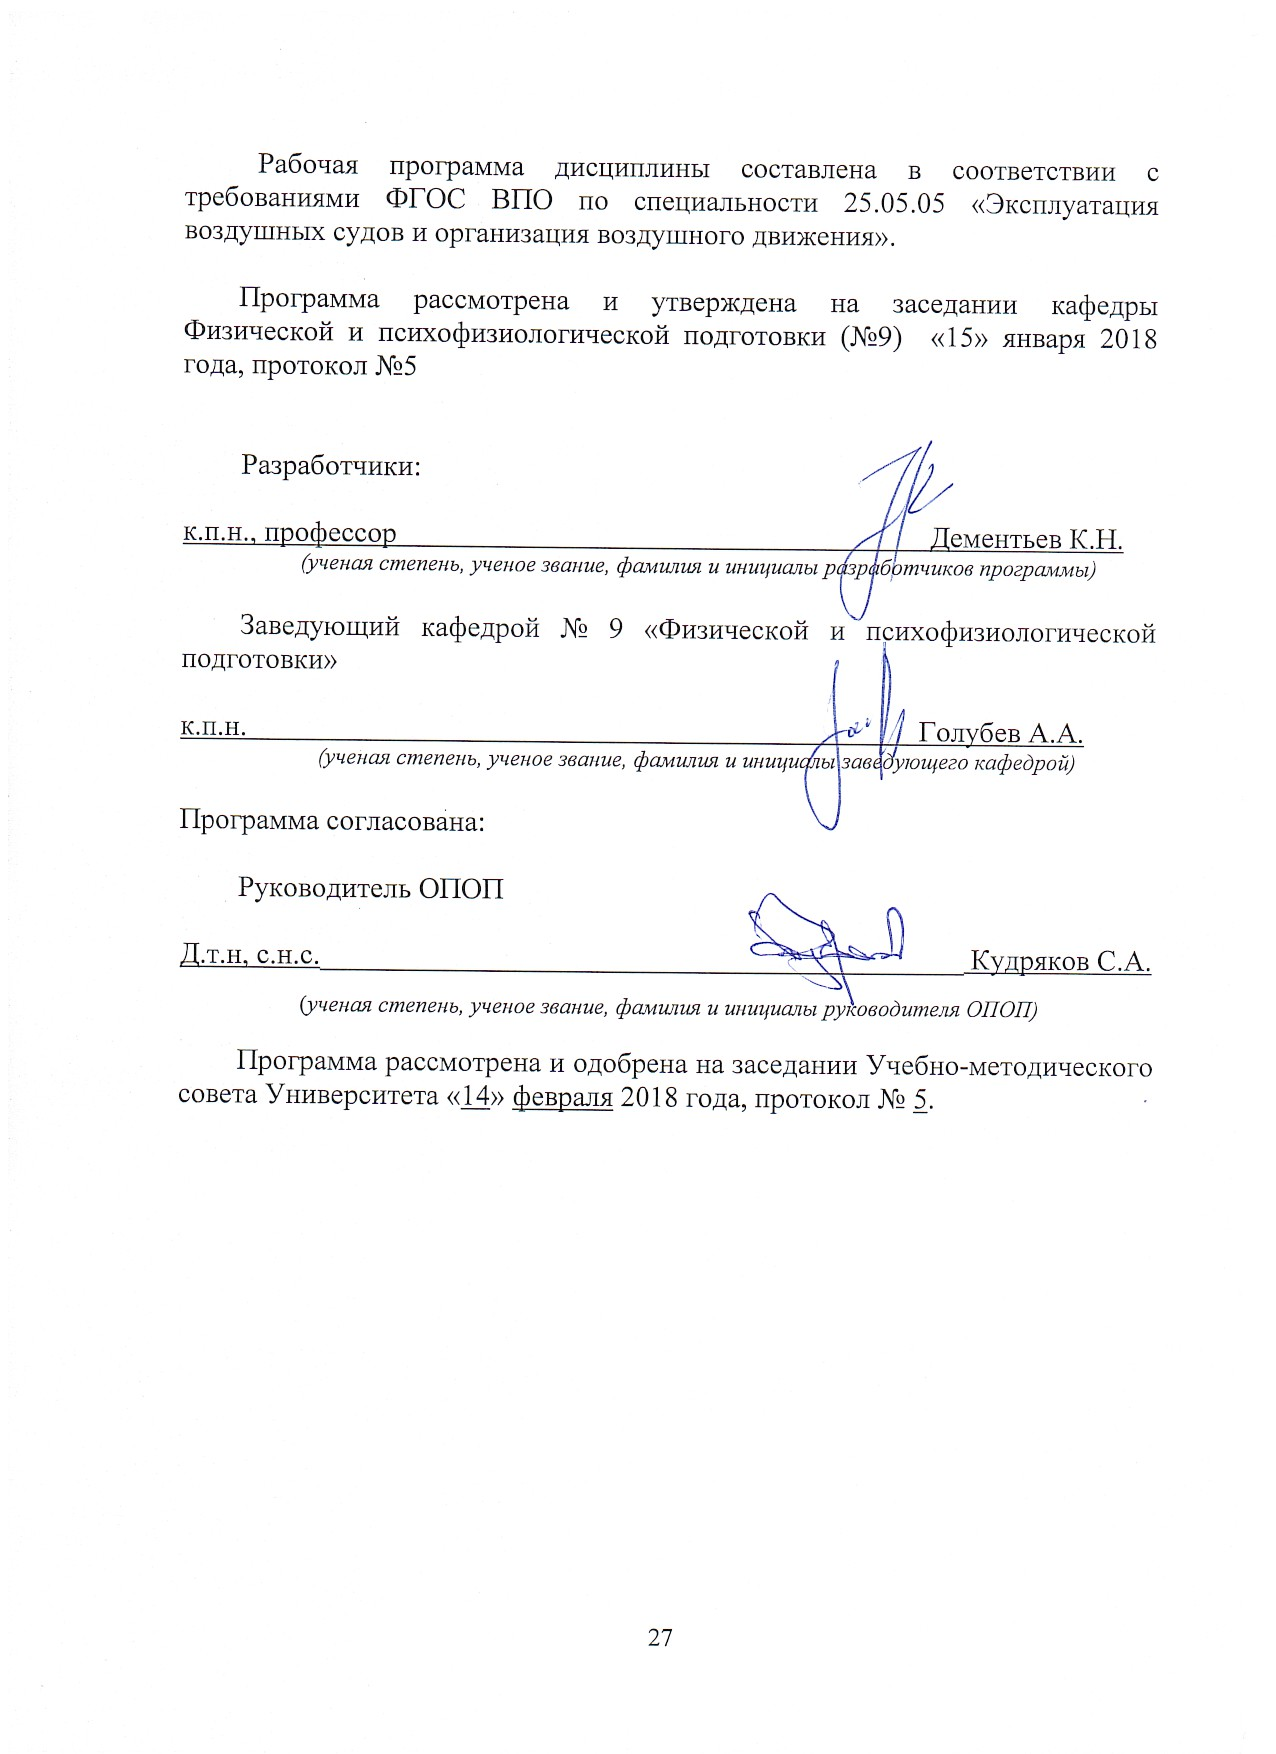 Рабочая программа дисциплины составлена в соответствии с
требованиями ФГОС ВПО по специальности 25.05.05 «Эксплуатация
воздушных судов и организация воздушного движения».
Программа рассмотрена и утверждена на заседании кафедры
Физической и психофизиологической подготовки (№9) «15» января 2018
года, протокол №5
Разработчики:
к.п.н., профессор Дементьев К.Н.
(ученая степень, ученое звание, фамилия и инициалы разработчиков программы)
Заведующий кафедрой № 9 «Физической и психофизиологической
подготовки»
к.п.н. Голубев А.А.
(ученая степень, ученое звание, фамилия и инициалы заведующего кафедрой)
Программа согласована:
Руководитель ОПОП
Д.т.н, с.н.с. Кудряков С.А.
(ученая степень, ученое звание, фамилия и инициалы руководителя ОПОП)
Программа рассмотрена и одобрена на заседании Учебно-методического
совета Университета «14» февраля 2018 года, протокол № 5.
27